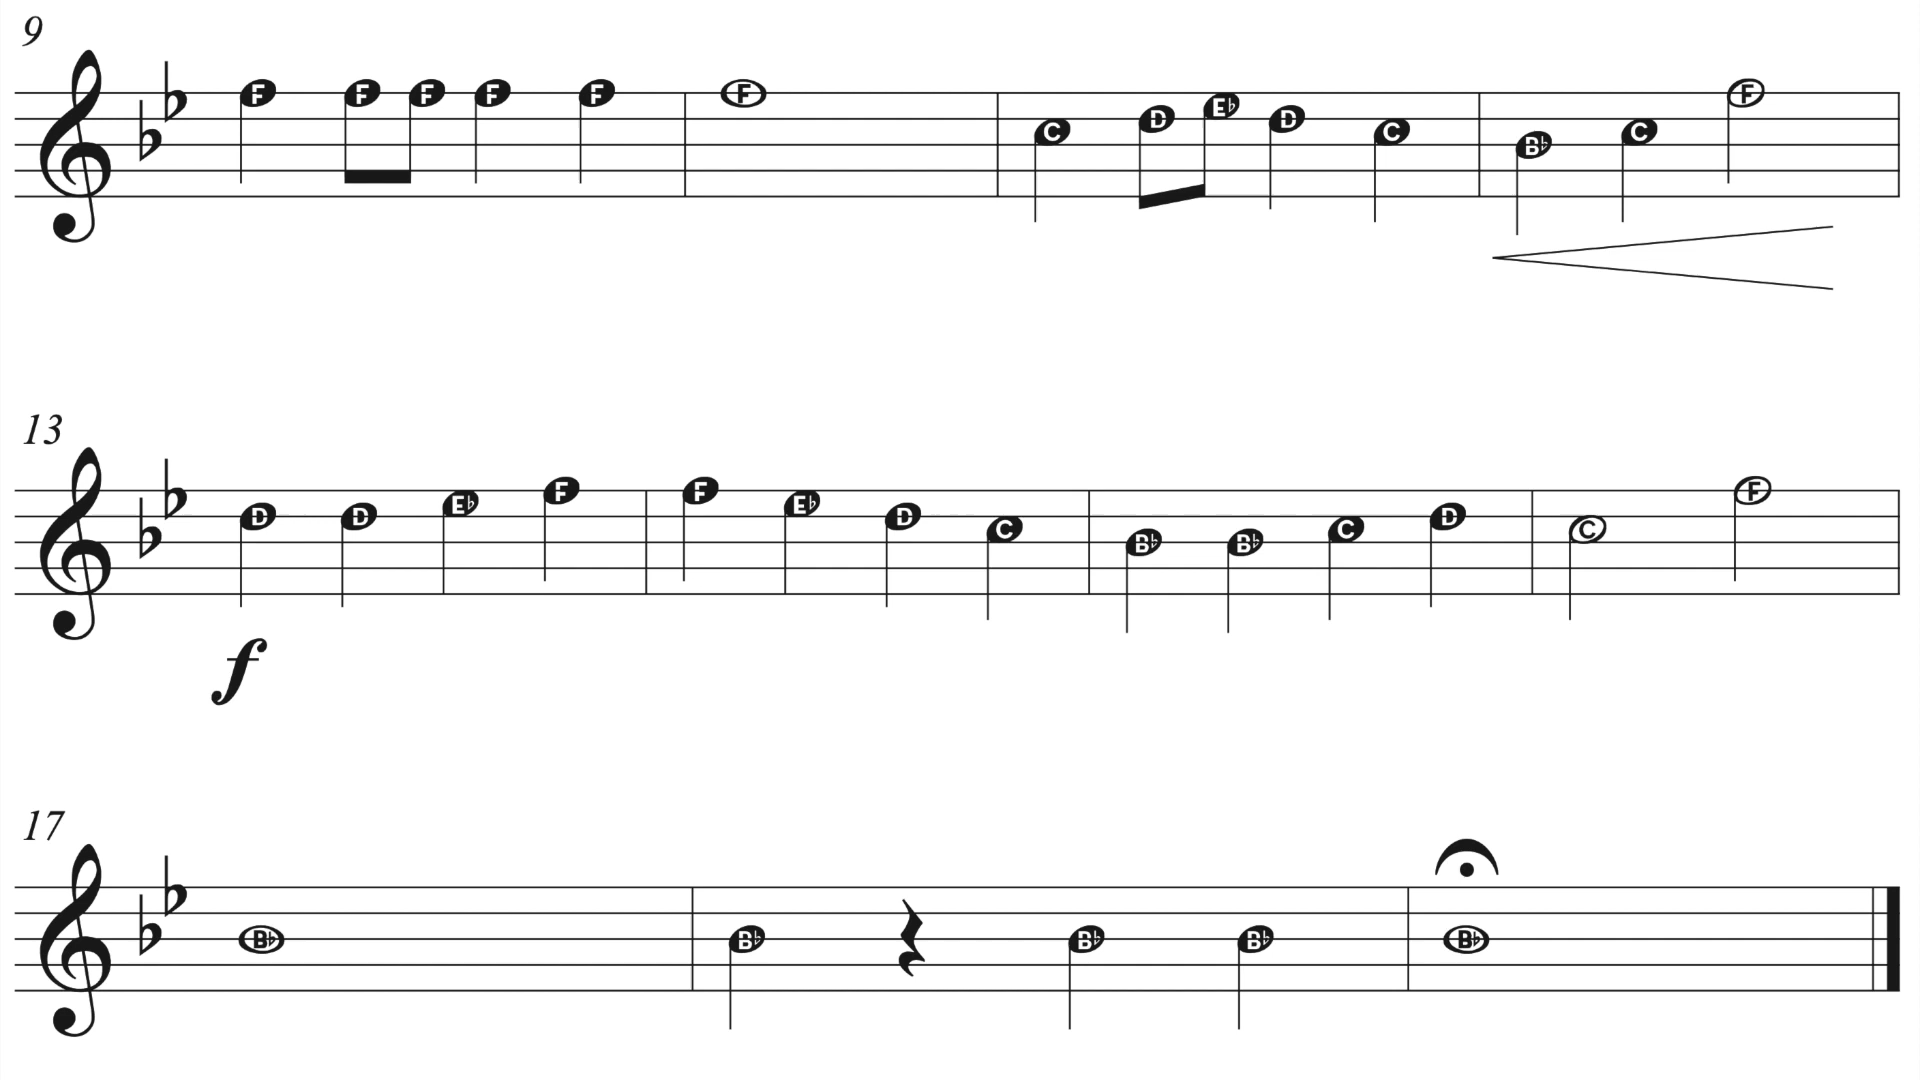 9
F F F F F F C D E♭ D C B♭ C F
13
D D E♭ F F E♭ D C B♭ B♭ C D C F
f
17
B♭ B♭ B♭ B♭ B♭